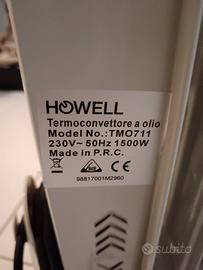 HOWELL
Termoconvettore a olio
Model No.:TMO711
230V~ 50Hz 1500W
Made in P.R.C.
98817001M2960
subito